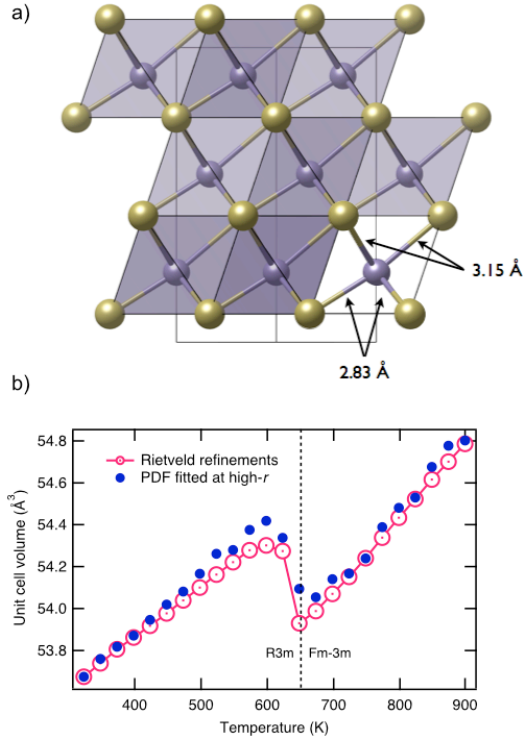 a)
3.15 Å
2.83 Å
b)
54.8
54.6
54.4
54.2
54.0
53.8
Unit cell volume (Å³)
Rietveld refinements
PDF fitted at high-r
R3m
Fm-3m
400
500
600
700
800
900
Temperature (K)